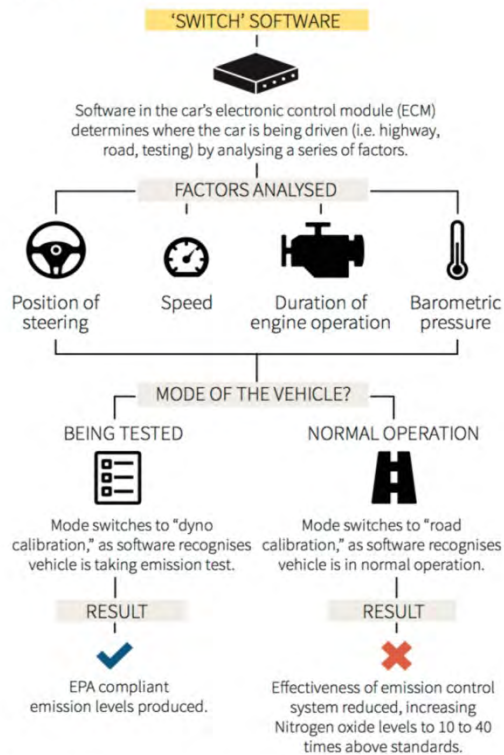 'SWITCH' SOFTWARE
Software in the car's electronic control module (ECM)
determines where the car is being driven (i.e. highway,
road, testing) by analysing a series of factors.
FACTORS ANALYSED
Position of
steering
Speed
Duration of
engine operation
Barometric
pressure
MODE OF THE VEHICLE?
BEING TESTED
Mode switches to "dyno
calibration," as software recognises
vehicle is taking emission test.
RESULT
EPA compliant
emission levels produced.
NORMAL OPERATION
Mode switches to "road
calibration," as software recognises
vehicle is in normal operation.
RESULT
Effectiveness of emission control
system reduced, increasing
Nitrogen oxide levels to 10 to 40
times above standards.